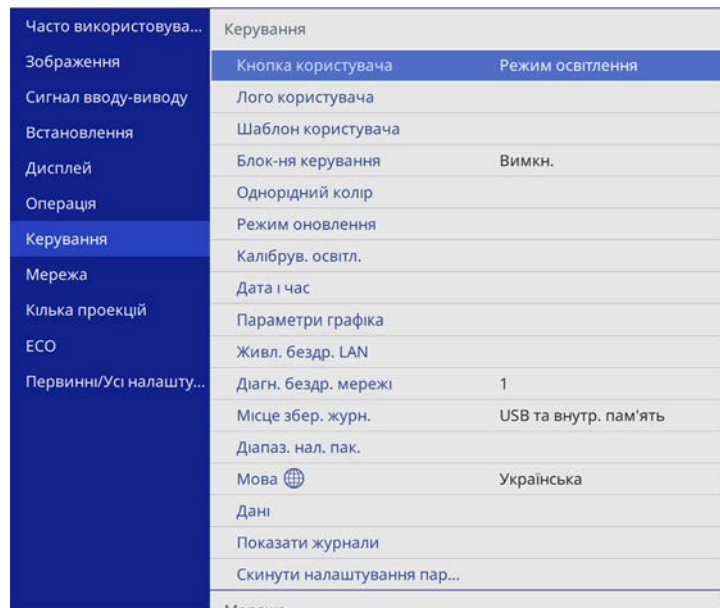 Часто використовува...
Зображення
Сигнал вводу-виводу
Встановлення
Дисплей
Операція
Керування
Мережа
Кілька проекцій
ECO
Первинні/Усі налашту...
Керування
Кнопка користувача Режим освітлення
Лого користувача
Шаблон користувача
Блок-ня керування Вимкн.
Однорідний колір
Режим оновлення
Калібрув. освітл.
Дата і час
Параметри графіка
Живл. бездр. LAN
Діагн. бездр. мережі 1
Місце збер. журн. USB та внутр. пам'ять
Діапаз. нал. пак.
Мова Українська
Дані
Показати журнали
Скинути налаштування пар...